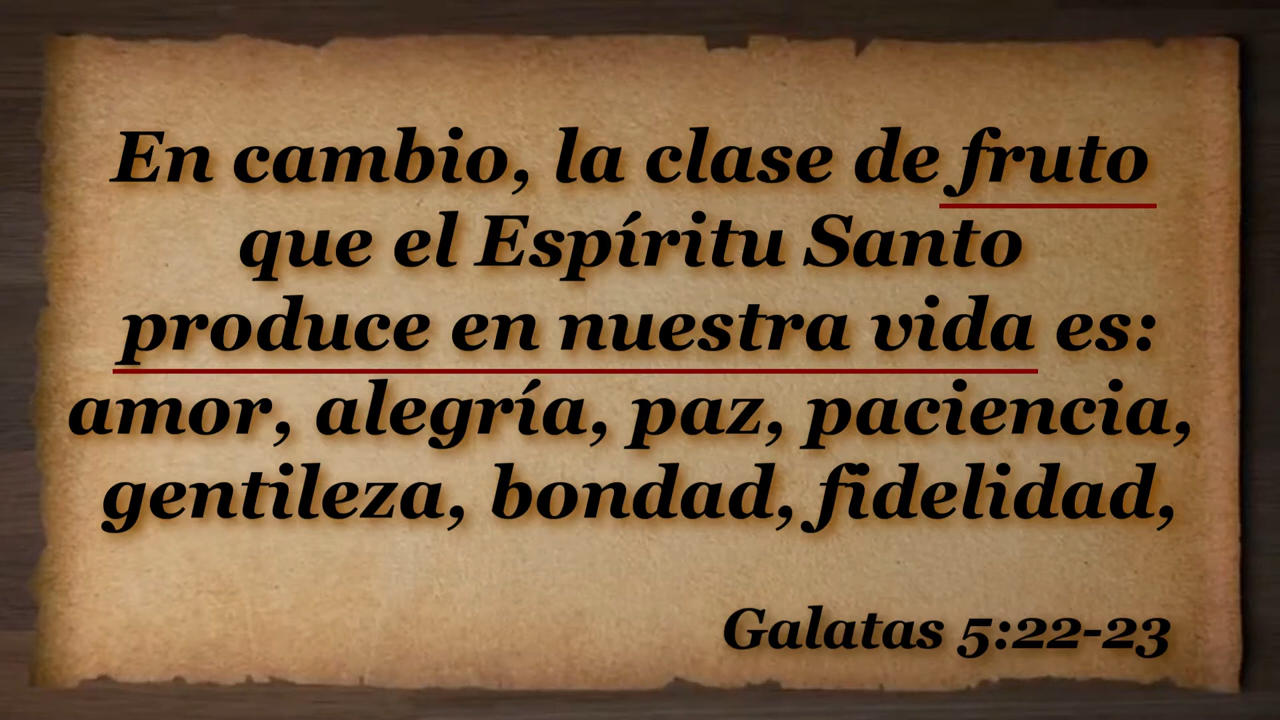 En cambio, la clase de fruto
que el Espíritu Santo
produce en nuestra vida es:
amor, alegría, paz, paciencia,
gentileza, bondad, fidelidad,
Galatas 5:22-23